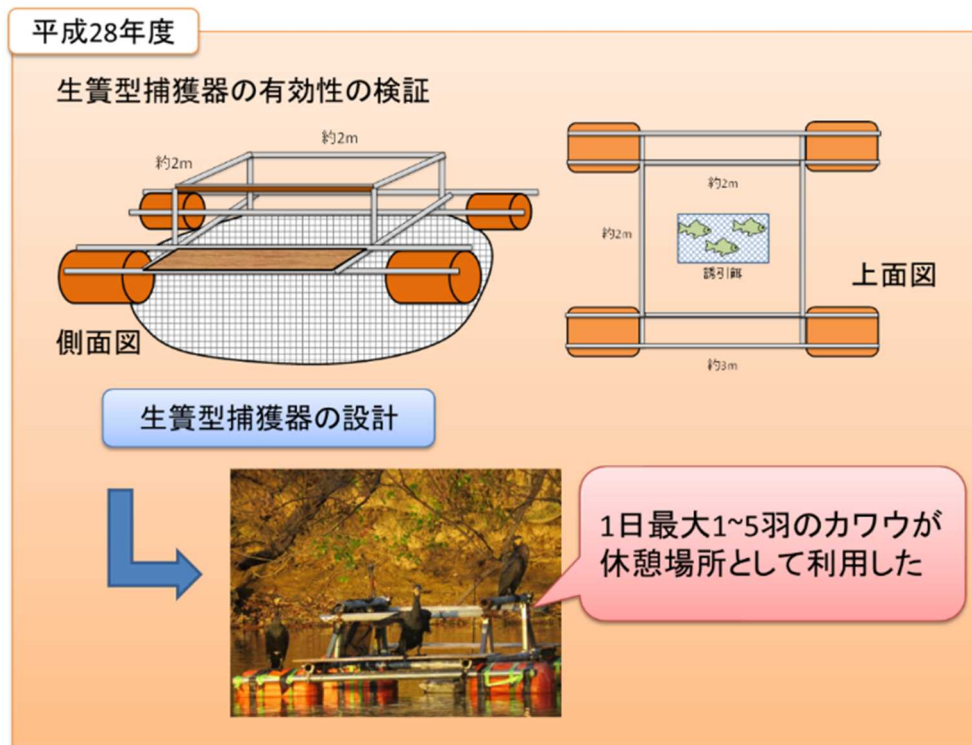 平成28年度
生簀型捕獲器の有効性の検証
約2m
約2m
側面図
約2m
約2m
誘引餌
約3m
上面図
生簀型捕獲器の設計
1日最大1~5羽のカワウが
休憩場所として利用した